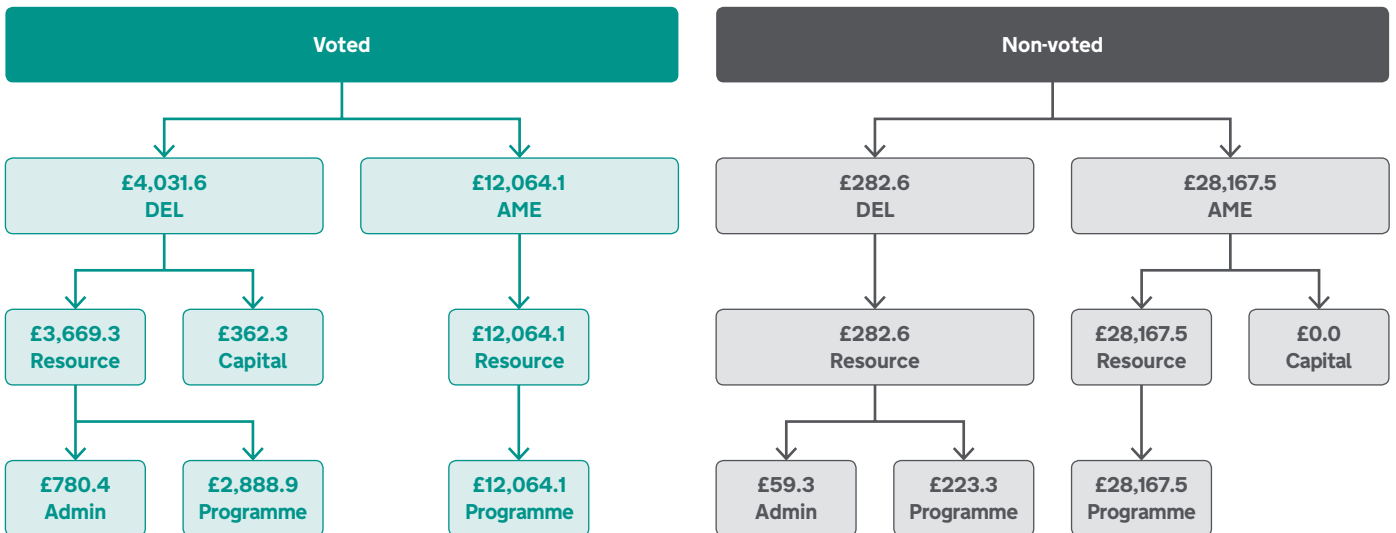 Voted
Non-voted
£4,031.6
DEL
£12,064.1
AME
£282.6
DEL
£28,167.5
AME
£3,669.3
Resource
£362.3
Capital
£12,064.1
Resource
£282.6
Resource
£28,167.5
Resource
£0.0
Capital
£780.4
Admin
£2,888.9
Programme
£12,064.1
Programme
£59.3
Admin
£223.3
Programme
£28,167.5
Programme